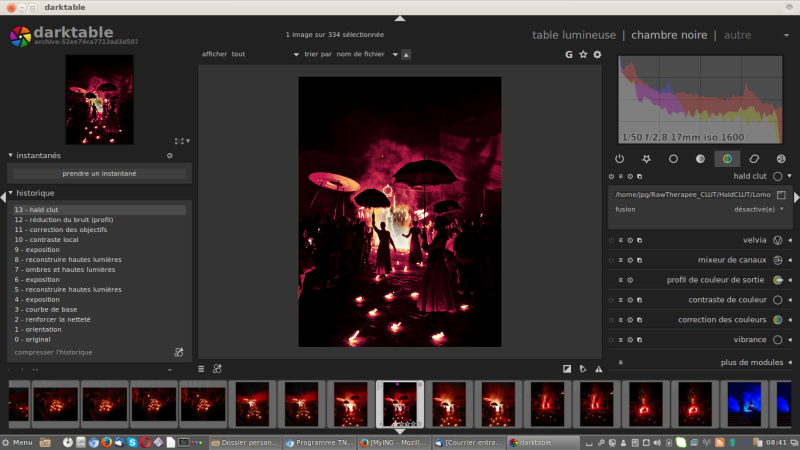 darktable
darktable
archive-52ee74ca7713ad3d597
1 image sur 334 sélectionnée
table lumineuse | chambre noire | autre
afficher tout
trier par nom de fichier
G
1/50 f/2,8 17mm iso 1600
instantanés
prendre un instantané
historique
13 - hald clut
12 - réduction du bruit (profil)
11 - correction des objectifs
10 - contraste local
9 - exposition
8 - reconstruire hautes lumières
7 - ombres et hautes lumières
6 - exposition
5 - reconstruire hautes lumières
4 - exposition
3 - courbe de base
2 - renforcer la netteté
1 - orientation
0 - original
compresser l'historique
hald clut
/home/jpg/RawTherapee_CLUT/HaldCLUT/Lomo
fusion
désactivé(e)
velvia
mixeur de canaux
profil de couleur de sortie
contraste de couleur
correction des couleurs
vibrance
plus de modules
Menu
Dossier person...
Programme TN...
[MyING - Mozill...
[Courrier entra...
darktable
08:41